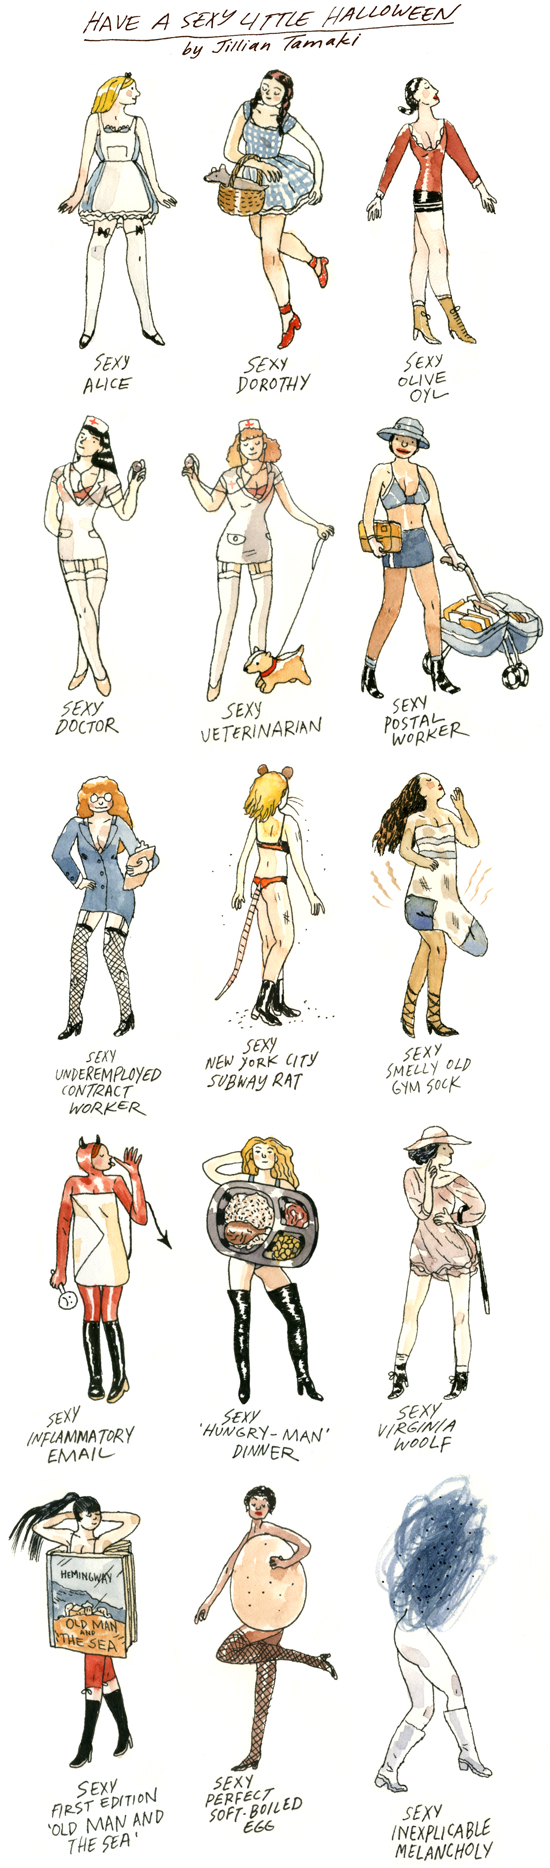 HAVE A SEXY LITTLE HALLOWEEN
by Jillian Tamaki
SEXY
ALICE
SEXY
DOROTHY
SEXY
OLIVE
OYL
SEXY
DOCTOR
SEXY
VETERINARIAN
SEXY
POSTAL
WORKER
SEXY
UNDEREMPLOYED
CONTRACT
WORKER
SEXY
NEW YORK CITY
SUBWAY RAT
SEXY
SMELLY OLD
GYM SOCK
SEXY
INFLAMMATORY
EMAIL
SEXY
'HUNGRY-MAN'
DINNER
SEXY
VIRGINIA
WOOLF
HEMINGWAY
OLD MAN
AND
THE SEA
SEXY
FIRST EDITION
'OLD MAN AND
THE SEA'
SEXY
PERFECT
SOFT-BOILED
EGG
SEXY
INEXPLICABLE
MELANCHOLY